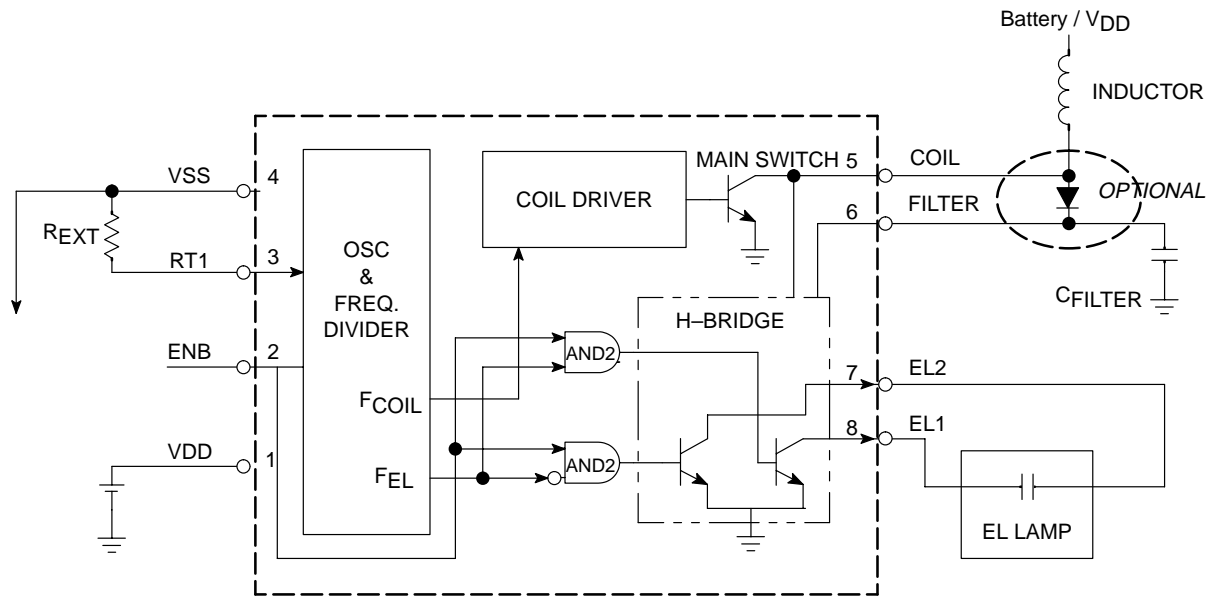 Battery / VDD
INDUCTOR
MAIN SWITCH
5
COIL
OPTIONAL
VSS
4
COIL DRIVER
6
FILTER
REXT
OSC
&
FREQ.
DIVIDER
RT1
3
CFILTER
H–BRIDGE
ENB
2
AND2
7
EL2
FCOIL
8
EL1
VDD
1
AND2
FEL
EL LAMP